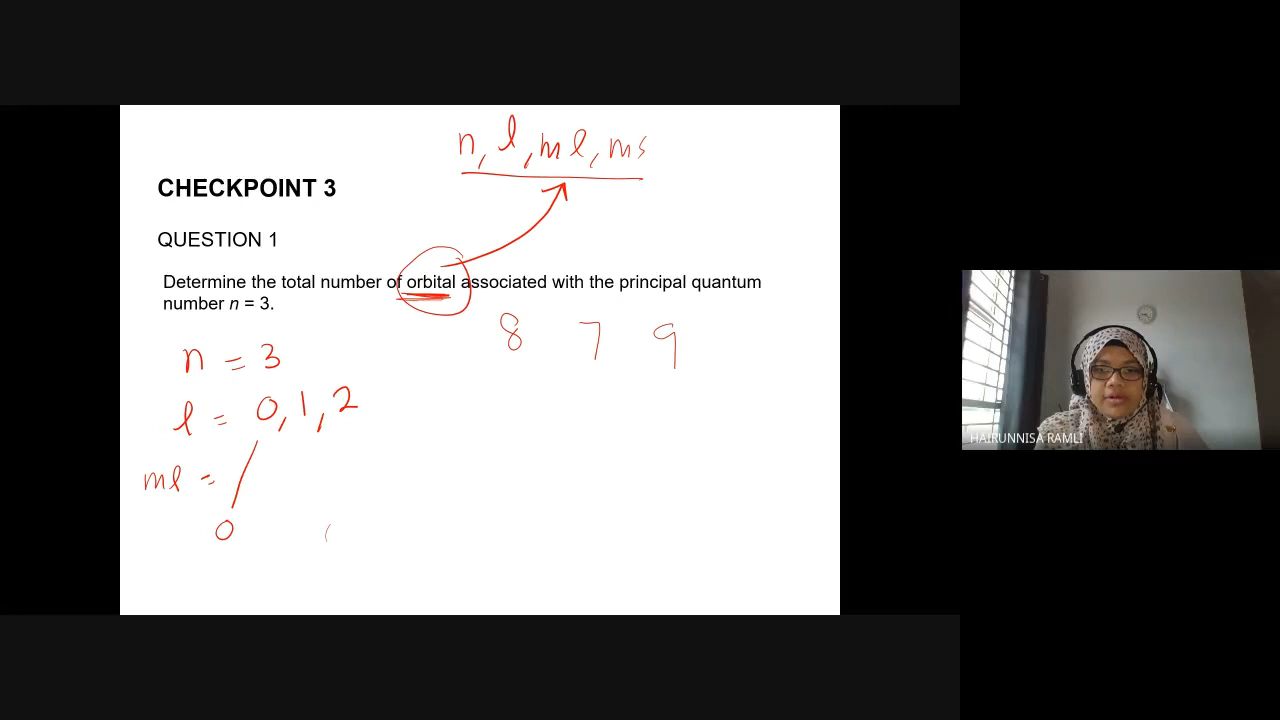 n, l, ml, ms
CHECKPOINT 3
QUESTION 1
Determine the total number of orbital associated with the principal quantum
number n = 3.
8 7 9
n = 3
l = 0, 1, 2
ml =
0
HAIRUNNISA RAMLI